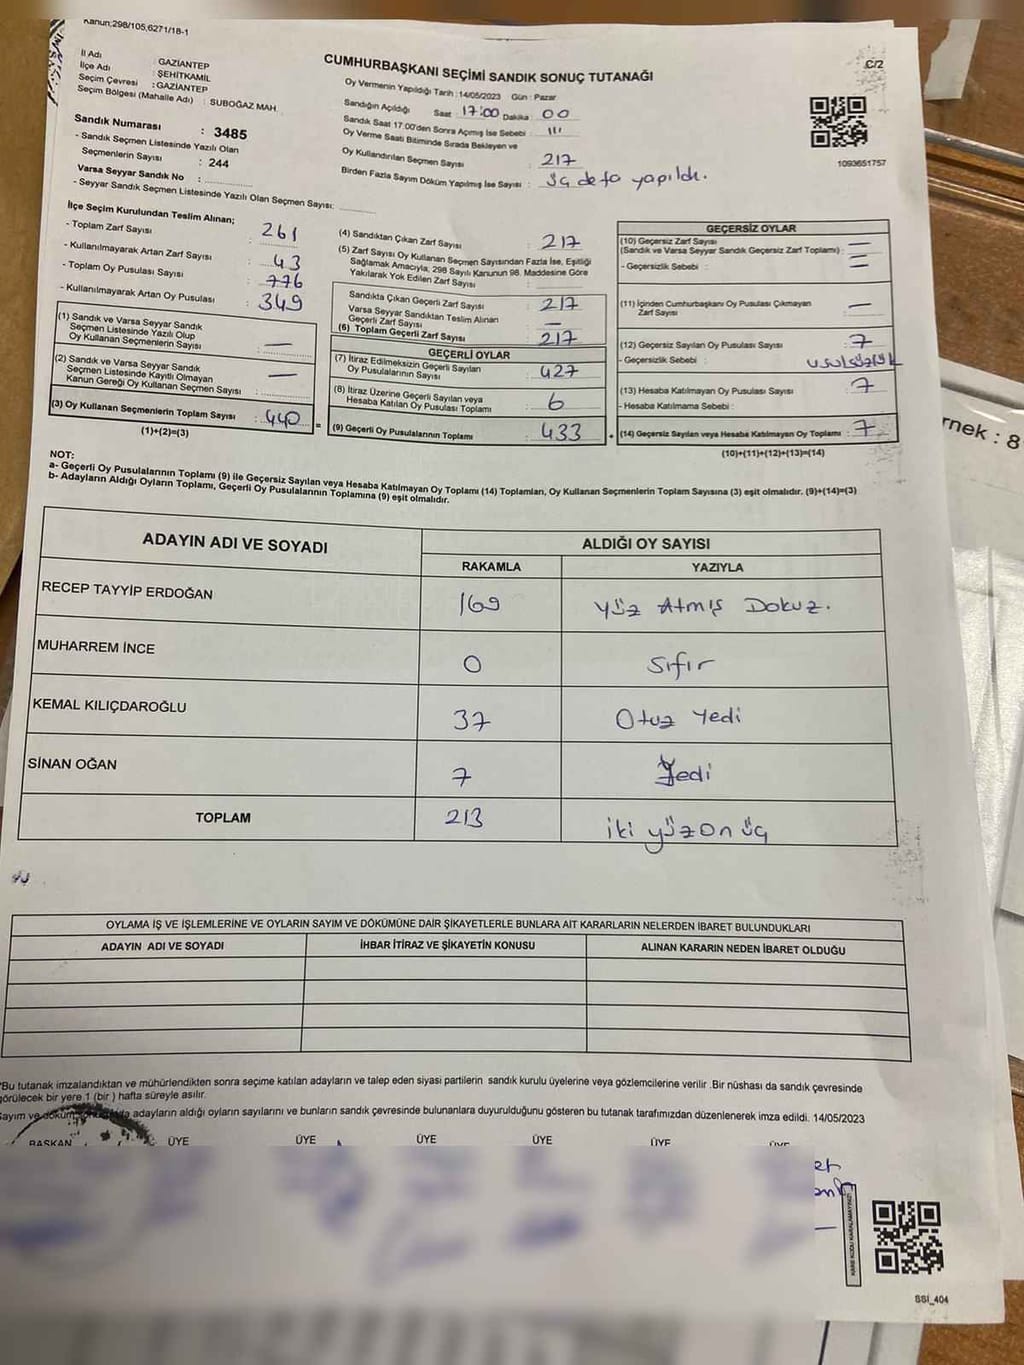 Kanun;298/105,6271/18-1
İl Adı : GAZİANTEP
İlçe Adı : ŞEHİTKAMİL
Seçim Çevresi : GAZİANTEP
Seçim Bölgesi (Mahalle Adı) : SUBOĞAZ MAH.
Sandık Numarası : 3485
- Sandık Seçmen Listesinde Yazılı Olan
Seçmenlerin Sayısı : 244
Varsa Seyyar Sandık No :
- Seyyar Sandık Seçmen Listesinde Yazılı Olan Seçmen Sayısı:
CUMHURBAŞKANI SEÇİMİ SANDIK SONUÇ TUTANAĞI
C/2
Oy Vermenin Yapıldığı Tarih : 14/05/2023 Gün : Pazar
Sandığın Açıldığı Saat 17:00 Dakika : 00
Sandık Saat 17:00'den Sonra Açımış İse Sebebi :
Oy Verme Saati Bitiminde Sırada Bekleyen ve
Oy Kullandırılan Seçmen Sayısı : 217
Birden Fazla Sayım Döküm Yapılmış İse Sayısı : üç defa yapıldı.
1093651757
İlçe Seçim Kurulundan Teslim Alınan;
- Toplam Zarf Sayısı : 261
- Kullanılmayarak Artan Zarf Sayısı : 43
- Toplam Oy Pusulası Sayısı : 776
- Kullanılmayarak Artan Oy Pusulası : 349
(1) Sandık ve Varsa Seyyar Sandık
Seçmen Listesinde Yazılı Olup
Oy Kullanan Seçmenlerin Sayısı : —
(2) Sandık ve Varsa Seyyar Sandık
Seçmen Listesinde Kayıtlı Olmayan
Kanun Gereği Oy Kullanan Seçmen Sayısı : —
(3) Oy Kullanan Seçmenlerin Toplam Sayısı : 440
(1)+(2)=(3)
(4) Sandıktan Çıkan Zarf Sayısı : 217
(5) Zarf Sayısı Oy Kullanan Seçmen Sayısından Fazla İse, Eşitliği
Sağlamak Amacıyla; 298 Sayılı Kanunun 98. Maddesine Göre
Yakılarak Yok Edilen Zarf Sayısı :
Sandıkta Çıkan Geçerli Zarf Sayısı : 217
Varsa Seyyar Sandıktan Teslim Alınan
Geçerli Zarf Sayısı : —
(6) Toplam Geçerli Zarf Sayısı : 217
GEÇERLİ OYLAR
(7) İtiraz Edilmeksizin Geçerli Sayılan
Oy Pusulalarının Sayısı : 427
(8) İtiraz Üzerine Geçerli Sayılan veya
Hesaba Katılan Oy Pusulası Toplamı : 6
= (9) Geçerli Oy Pusulalarının Toplamı : 433
GEÇERSİZ OYLAR
(10) Geçersiz Zarf Sayısı
(Sandık ve Varsa Seyyar Sandık Geçersiz Zarf Toplamı) : —
- Geçersizlik Sebebi :
(11) İçinden Cumhurbaşkanı Oy Pusulası Çıkmayan
Zarf Sayısı : —
(12) Geçersiz Sayılan Oy Pusulası Sayısı : 7
- Geçersizlik Sebebi : usulsüzlük
(13) Hesaba Katılmayan Oy Pusulası Sayısı : 7
- Hesaba Katılmama Sebebi :
(14) Geçersiz Sayılan veya Hesaba Katılmayan Oy Toplamı : 7
(10)+(11)+(12)+(13)=(14)
NOT:
a- Geçerli Oy Pusulalarının Toplamı (9) ile Geçersiz Sayılan veya Hesaba Katılmayan Oy Toplamı (14) Toplamları, Oy Kullanan Seçmenlerin Toplam Sayısına (3) eşit olmalıdır. (9)+(14)=(3)
b- Adayların Aldığı Oyların Toplamı, Geçerli Oy Pusulalarının Toplamına (9) eşit olmalıdır.
ADAYIN ADI VE SOYADI ALDIĞI OY SAYISI
RAKAMLA YAZIYLA
RECEP TAYYİP ERDOĞAN 169 Yüz Atmış Dokuz.
MUHARREM İNCE 0 Sıfır
KEMAL KILIÇDAROĞLU 37 Otuz Yedi
SİNAN OĞAN 7 Yedi
TOPLAM 213 iki yüz on üç
OYLAMA İŞ VE İŞLEMLERİNE VE OYLARIN SAYIM VE DÖKÜMÜNE DAİR ŞİKAYETLERLE BUNLARA AİT KARARLARIN NELERDEN İBARET BULUNDUKLARI
ADAYIN ADI VE SOYADI İHBAR İTİRAZ VE ŞİKAYETİN KONUSU ALINAN KARARIN NEDEN İBARET OLDUĞU
*Bu tutanak imzalandıktan ve mühürlendikten sonra seçime katılan adayların ve talep eden siyasi partilerin sandık kurulu üyelerine veya gözlemcilerine verilir .Bir nüshası da sandık çevresinde
görülecek bir yere 1 (bir ) hafta süreyle asılır.
Sayım ve döküm adayların aldığı oyların sayılarını ve bunların sandık çevresinde bulunanlara duyurulduğunu gösteren bu tutanak tarafımızdan düzenlenerek imza edildi. 14/05/2023
BAŞKAN ÜYE ÜYE ÜYE ÜYE ÜYE ÜYE
KARE KODU KARALAMAYINIZ!
SSİ_404
rnek : 8